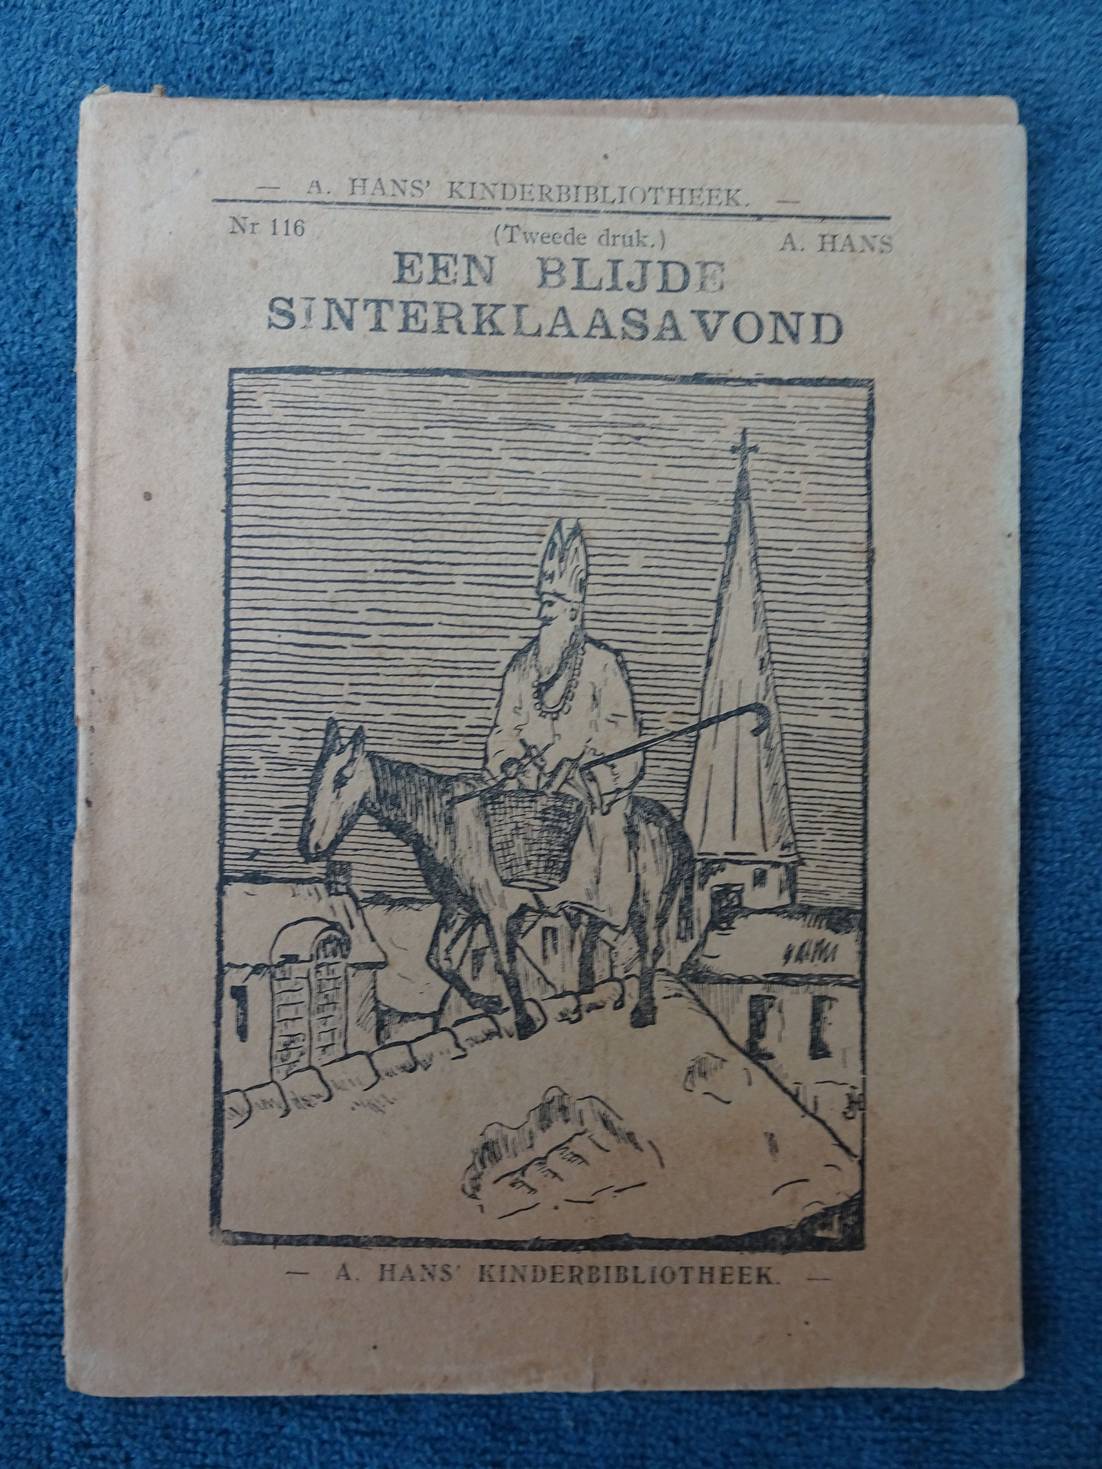 — A. HANS' KINDERBIBLIOTHEEK. —
Nr 116 (Tweede druk.) A. HANS
EEN BLIJDE
SINTERKLAASAVOND
— A. HANS' KINDERBIBLIOTHEEK. —